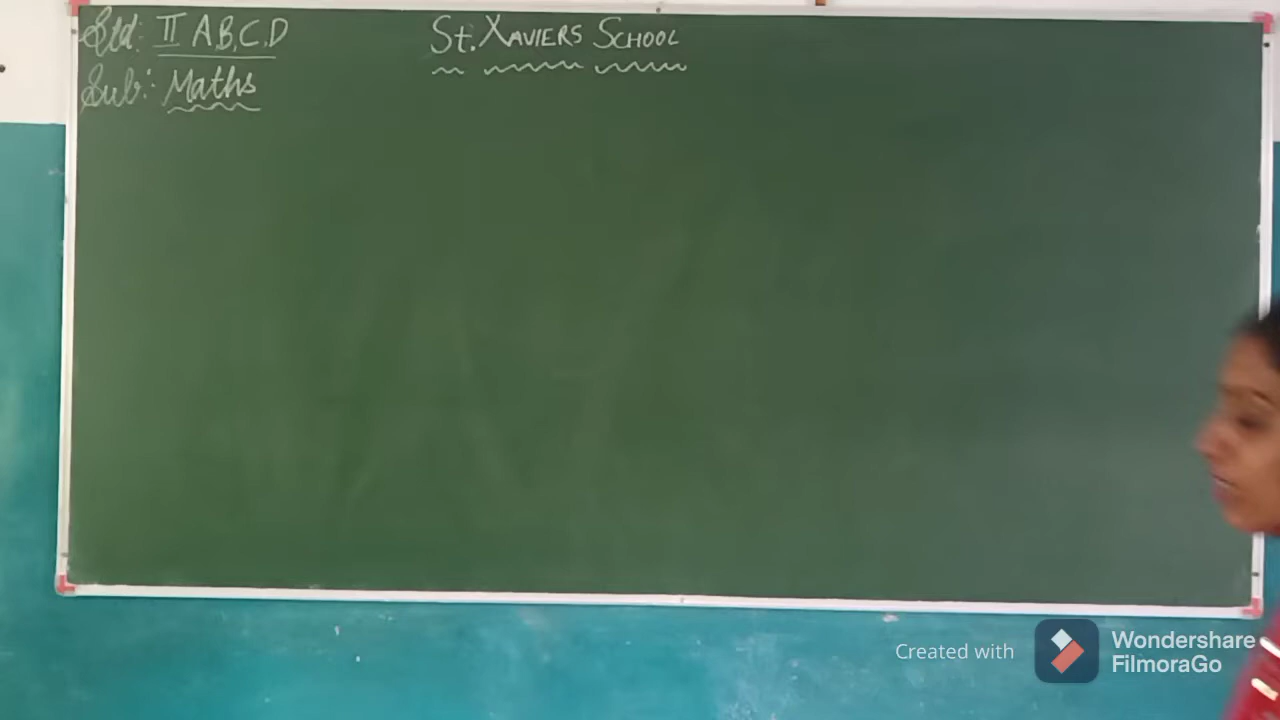 Std: II A B, C, D
St. XAVIERS SCHOOL
Sub: Maths
Created with
Wondershare
FilmoraGo